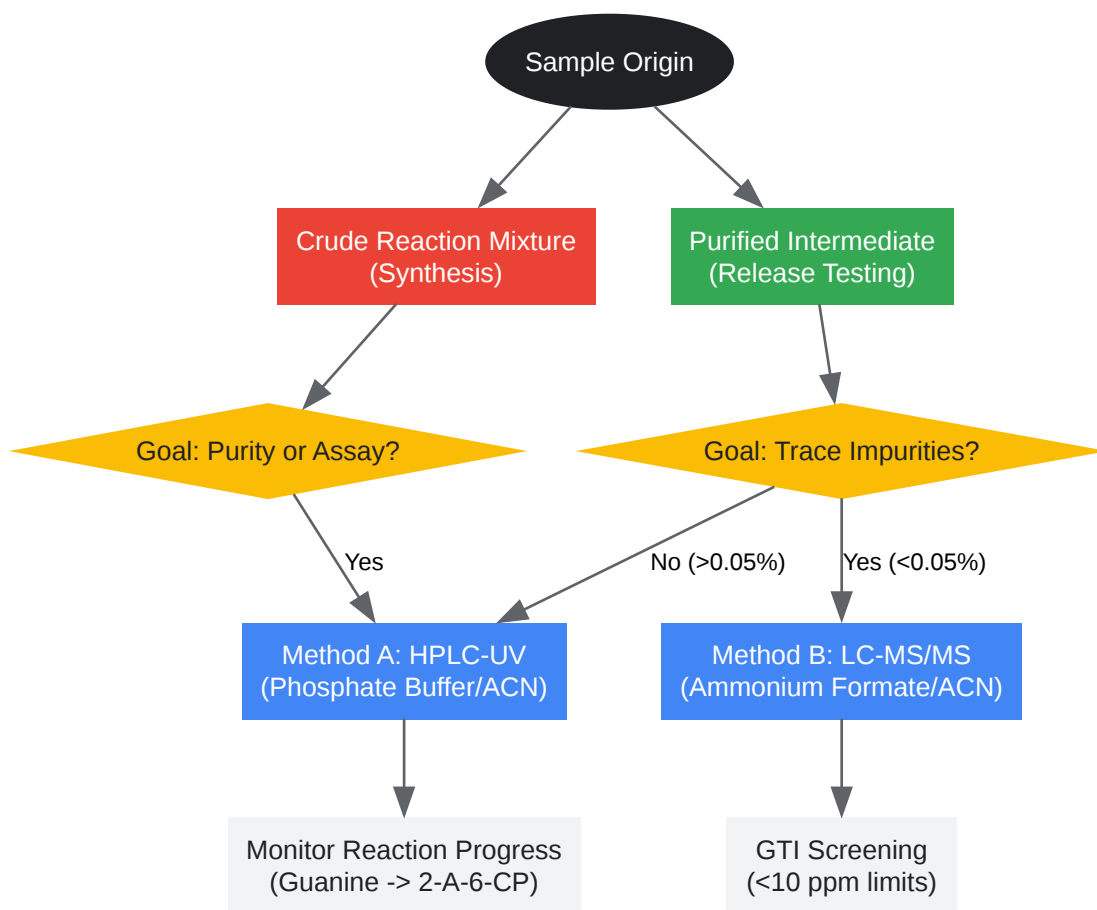 Sample Origin
Crude Reaction Mixture
(Synthesis)
Purified Intermediate
(Release Testing)
Goal: Purity or Assay?
Goal: Trace Impurities?
Yes
No (>0.05%)
Yes (<0.05%)
Method A: HPLC-UV
(Phosphate Buffer/ACN)
Method B: LC-MS/MS
(Ammonium Formate/ACN)
Monitor Reaction Progress
(Guanine -> 2-A-6-CP)
GTI Screening
(<10 ppm limits)